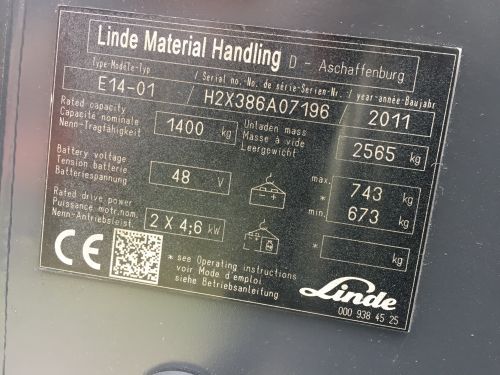 Linde Material Handling D - Aschaffenburg
Type-Modèle-Typ / Serial no.-No. de série-Serien-Nr. / year-année-Baujahr
E14-01 / H2X386A07196 / 2011
Rated capacity
Capacité nominale
Nenn-Tragfähigkeit
1400 kg
Unladen mass
Masse à vide
Leergewicht
2565 kg
Battery voltage
Tension batterie
Batteriespannung
48 V
- +
max. 743 kg
* min. 673 kg
Rated drive power
Puissance motr.nom.
Nenn-Antriebsleist.
2 X 4,6 kW
* kg
CE
* see Operating instructions
voir Mode d'emploi
siehe Betriebsanleitung
Linde
000 938 45 25